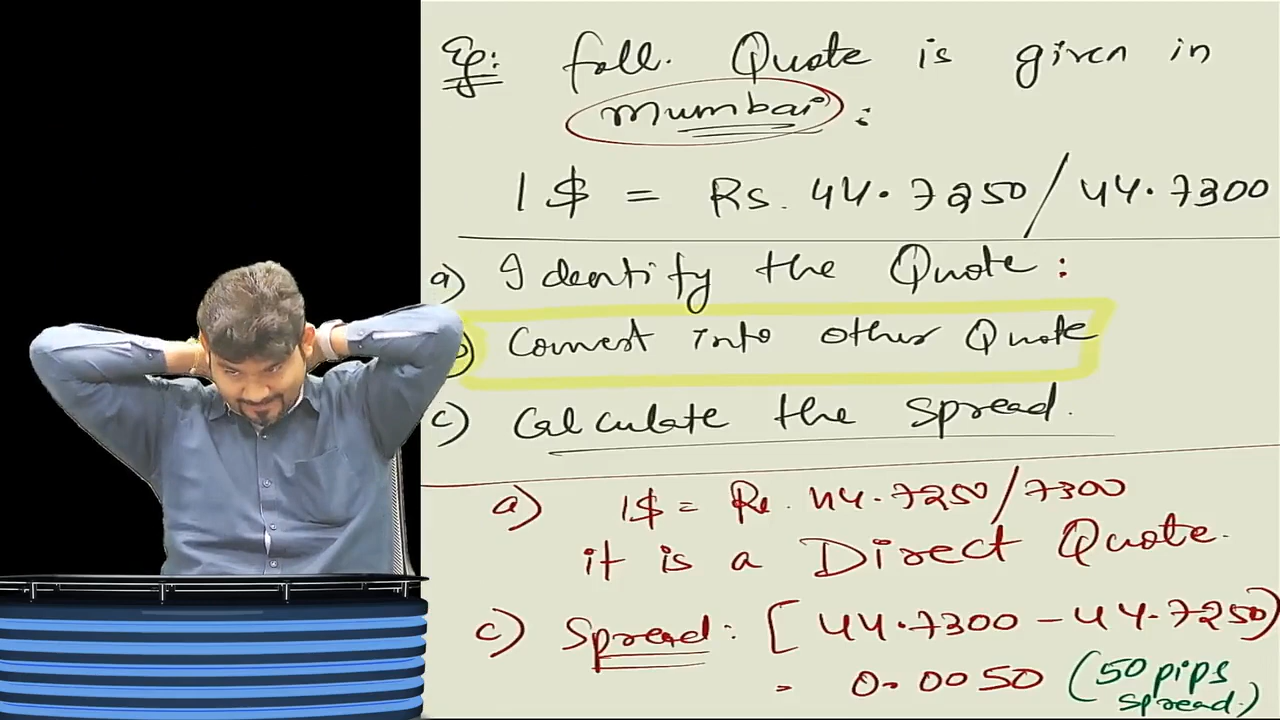 Eg: foll. Quote is given in
Mumbai:
1$ = Rs. 44.7250/44.7300
a) Identify the Quote:
b) Convert into other Quote
c) Calculate the spread.
a) 1$ = Re. 44.7250/7300
it is a Direct Quote.
c) Spread: [44.7300 - 44.7250)
= 0.0050 (50 pips
spread.)